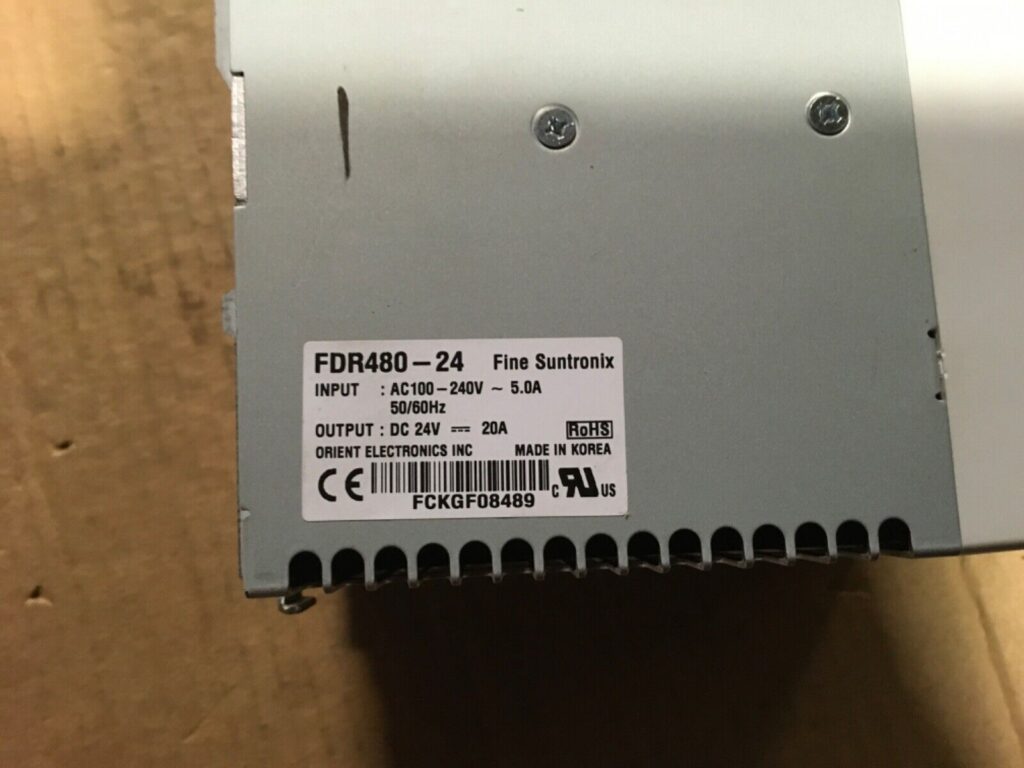 FDR480-24 Fine Suntronix
INPUT : AC100-240V ~ 5.0A
50/60Hz
OUTPUT : DC 24V ⎓ 20A RoHS
ORIENT ELECTRONICS INC MADE IN KOREA
CE C RU US
FCKGF08489